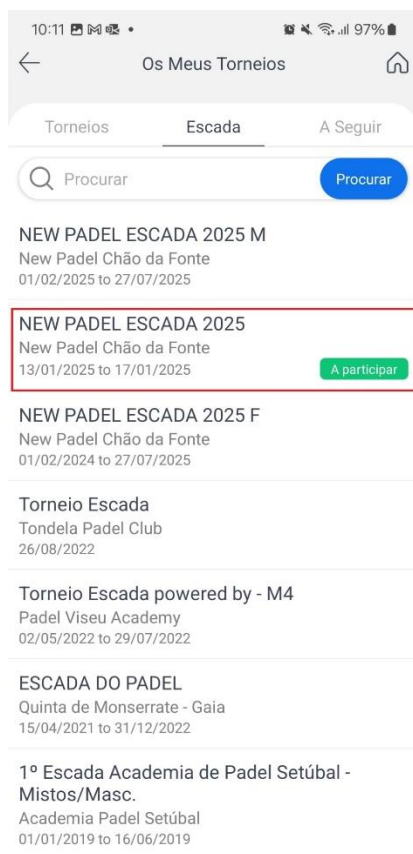 10:11
97%
Os Meus Torneios
Torneios Escada A Seguir
Procurar Procurar
NEW PADEL ESCADA 2025 M
New Padel Chão da Fonte
01/02/2025 to 27/07/2025
NEW PADEL ESCADA 2025
New Padel Chão da Fonte
13/01/2025 to 17/01/2025 A participar
NEW PADEL ESCADA 2025 F
New Padel Chão da Fonte
01/02/2024 to 27/07/2025
Torneio Escada
Tondela Padel Club
26/08/2022
Torneio Escada powered by - M4
Padel Viseu Academy
02/05/2022 to 29/07/2022
ESCADA DO PADEL
Quinta de Monserrate - Gaia
15/04/2021 to 31/12/2022
1º Escada Academia de Padel Setúbal -
Mistos/Masc.
Academia Padel Setúbal
01/01/2019 to 16/06/2019